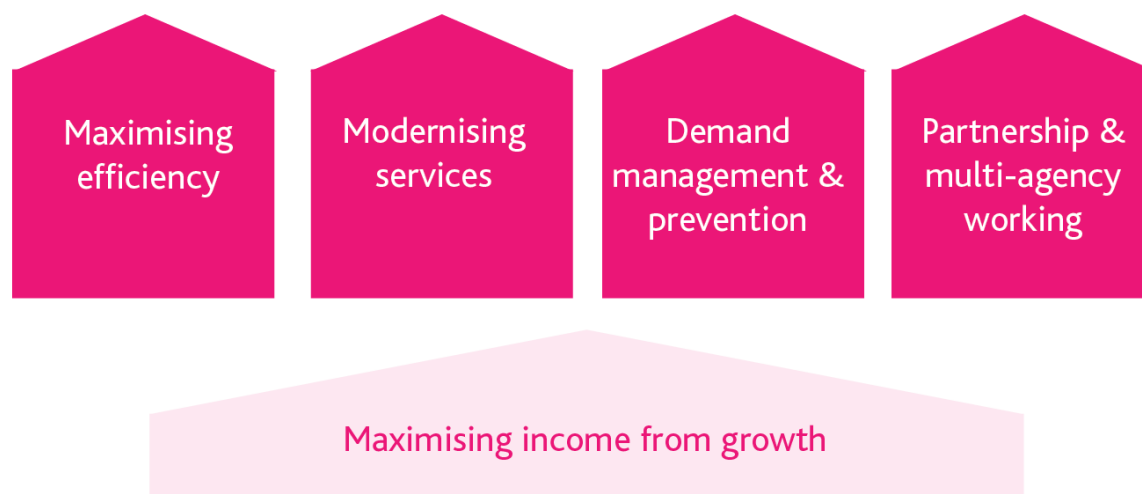 Maximising
efficiency
Modernising
services
Demand
management &
prevention
Partnership &
multi-agency
working
Maximising income from growth